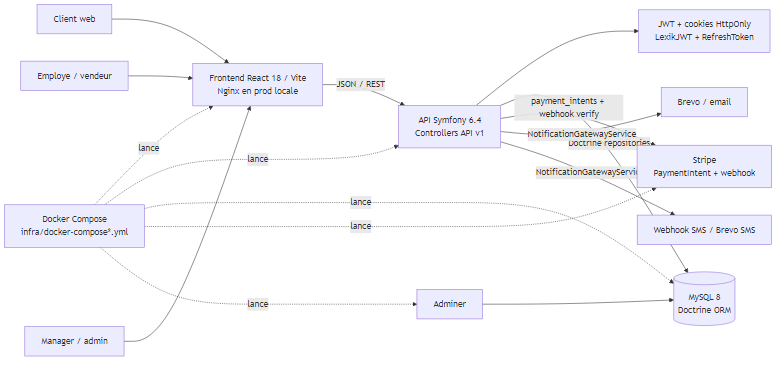 Client web
Employe / vendeur
Frontend React 18 / Vite
Nginx en prod locale
JSON / REST
API Symfony 6.4
Controllers API v1
JWT + cookies HttpOnly
LexikJWT + RefreshToken
payment_intents +
webhook verify
Brevo / email
NotificationGatewayService
Doctrine repositories
Stripe
PaymentIntent + webhook
NotificationGatewayService
Webhook SMS / Brevo SMS
lance
lance
Docker Compose
infra/docker-compose*.yml
lance
lance
lance
Adminer
MySQL 8
Doctrine ORM
Manager / admin